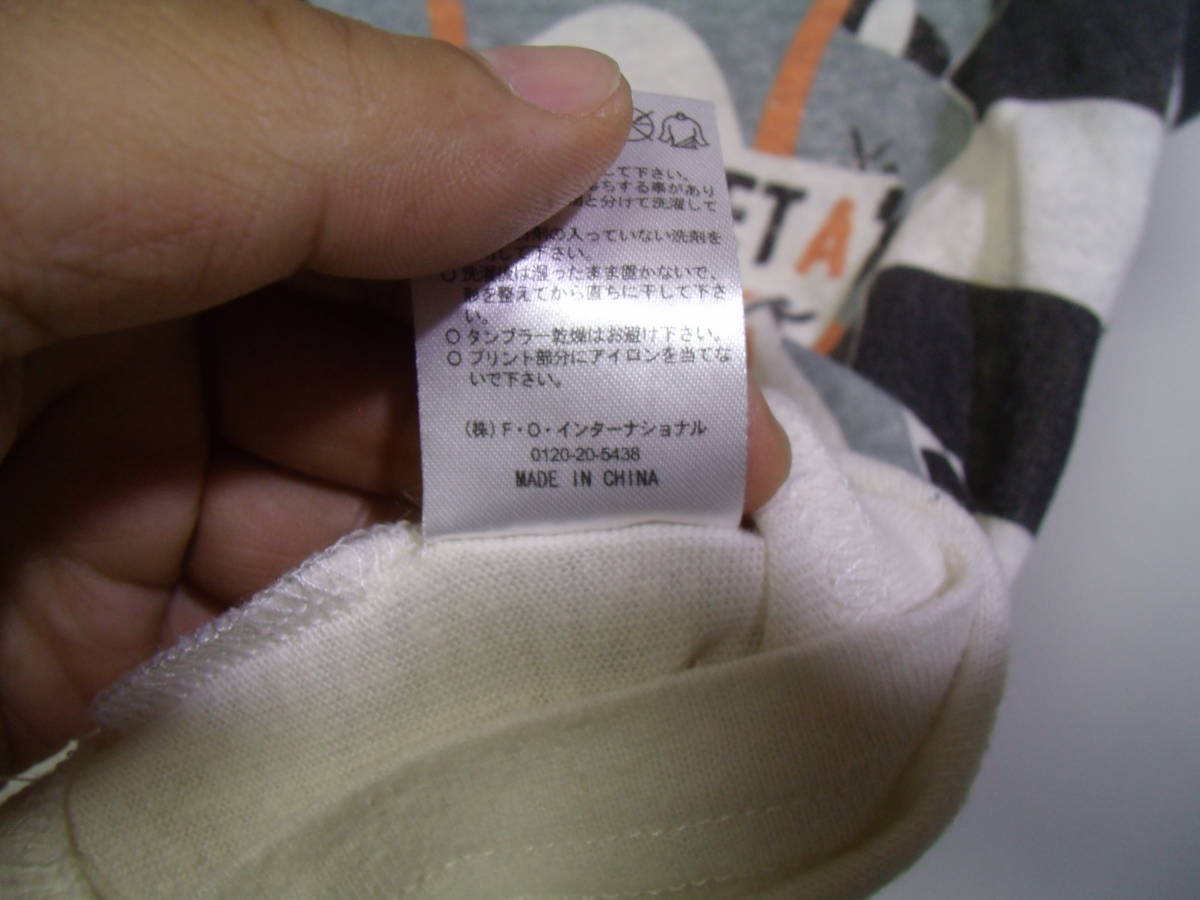 して下さい。
ちする事があり
と分けて洗濯して
の入っていない洗剤を
して下さい。
○ 洗濯後は湿ったまま置かないで、
形を整えてから直ちに干して下さ
い。
○ タンブラー乾燥はお避け下さい。
○ プリント部分にアイロンを当てな
いで下さい。
(株) F・O・インターナショナル
0120-20-5438
MADE IN CHINA
FT A